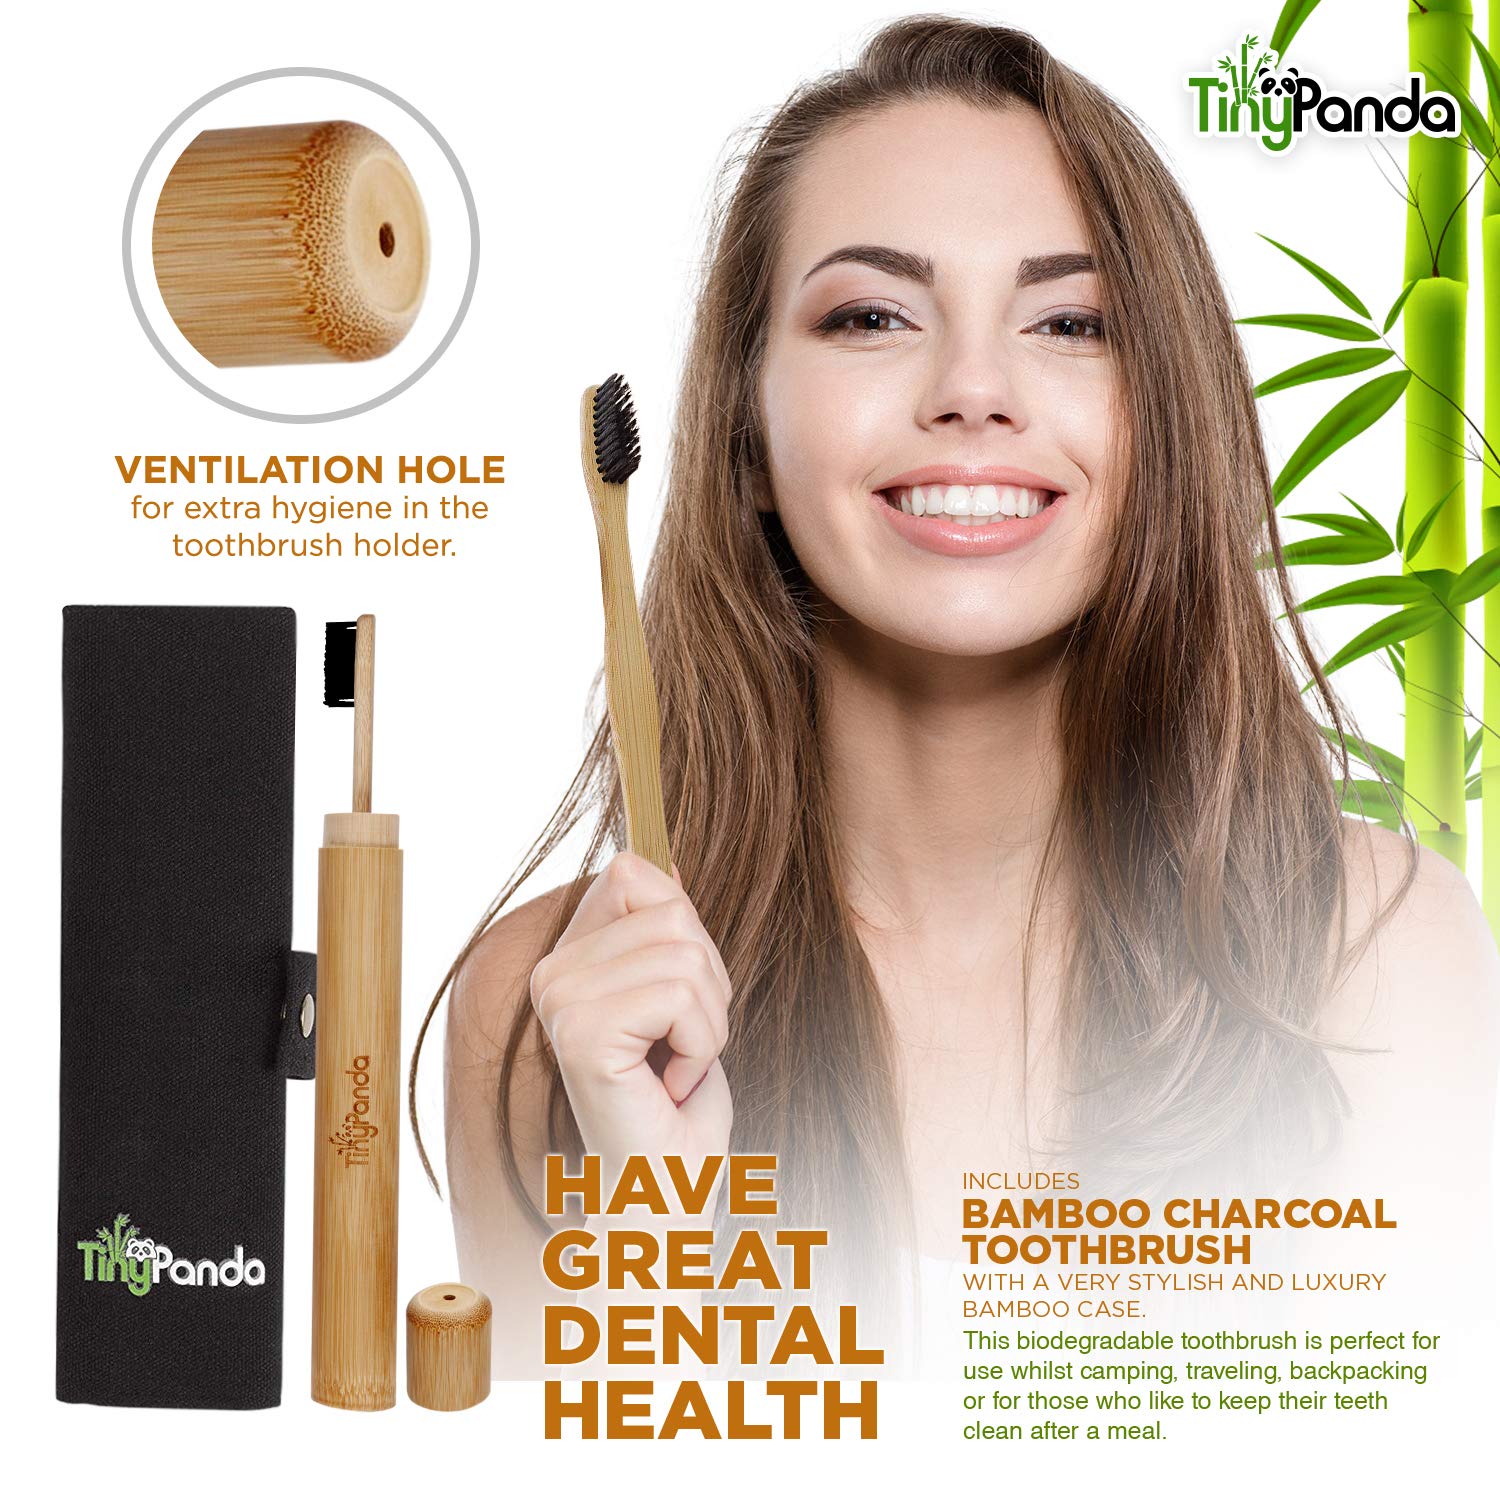 TinyPanda
VENTILATION HOLE
for extra hygiene in the
toothbrush holder.
TinyPanda
TinyPanda
HAVE
GREAT
DENTAL
HEALTH
INCLUDES
BAMBOO CHARCOAL
TOOTHBRUSH
WITH A VERY STYLISH AND LUXURY
BAMBOO CASE.
This biodegradable toothbrush is perfect for
use whilst camping, traveling, backpacking
or for those who like to keep their teeth
clean after a meal.